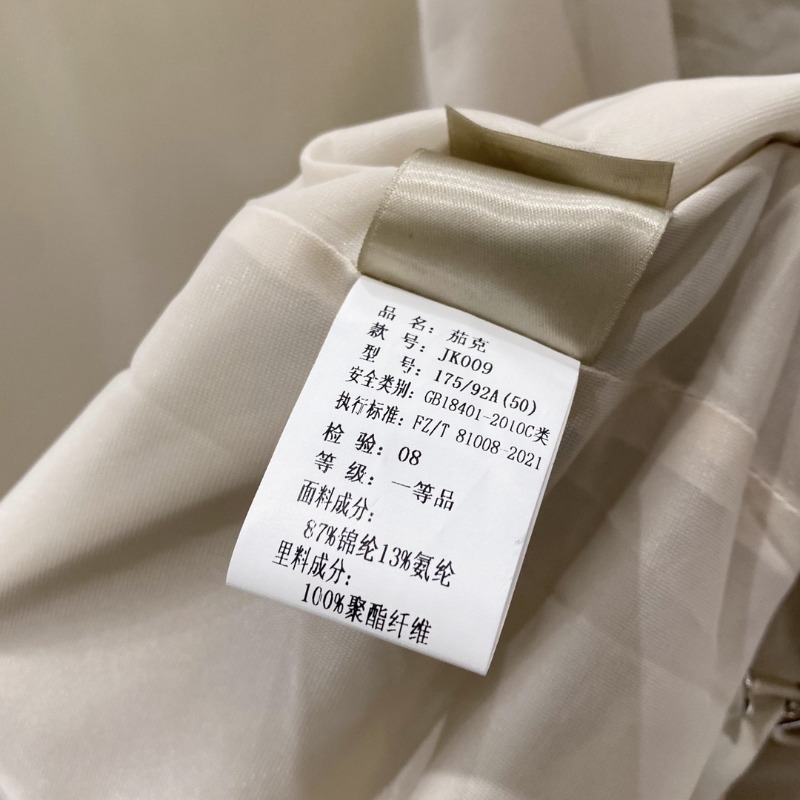 品 名: 茄克
款 号: JK009
型 号: 175/92A(50)
安全类别: GB18401-2010C类
执行标准: FZ/T 81008-2021
检 验: 08
等 级: 一等品
面料成分:
87%锦纶13%氨纶
里料成分:
100%聚酯纤维